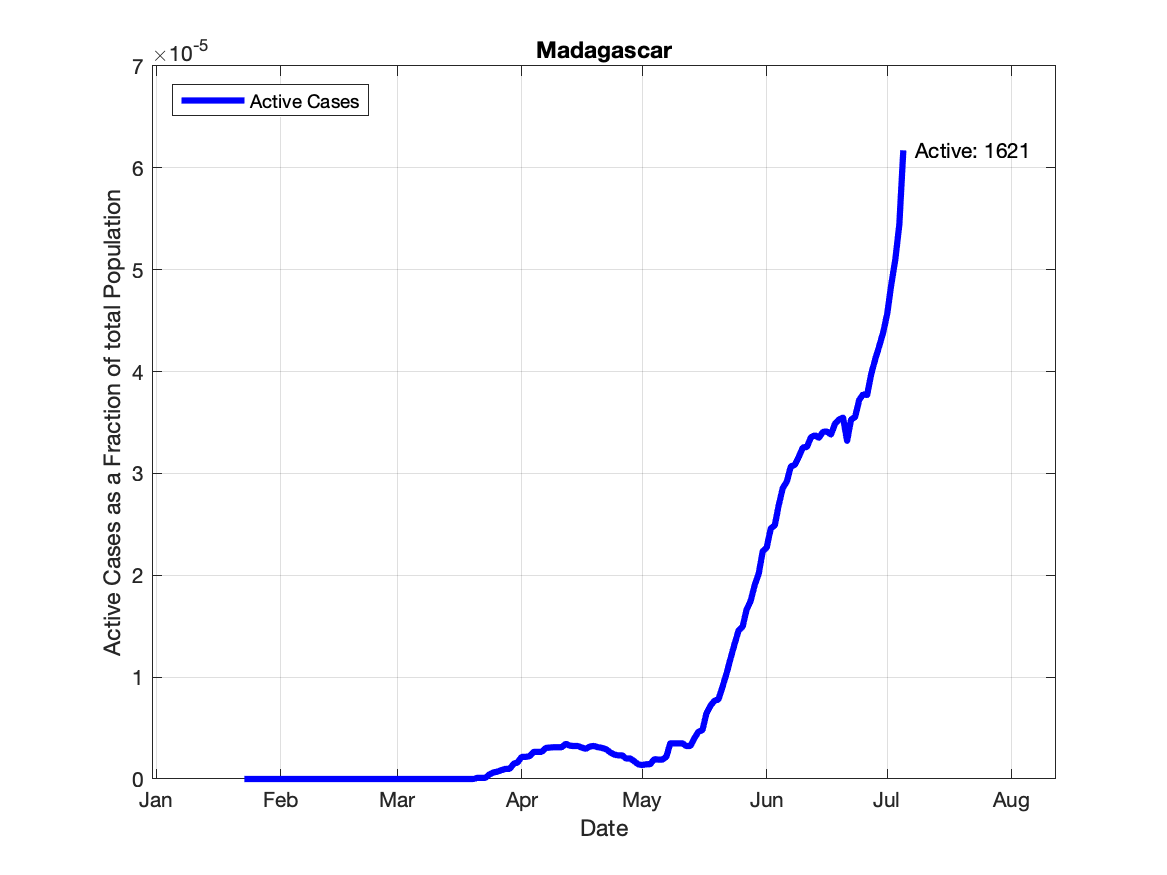 Madagascar
×10-5
7
6
5
4
3
2
1
0
Active Cases
Active: 1621
Active Cases as a Fraction of total Population
Jan Feb Mar Apr May Jun Jul Aug
Date